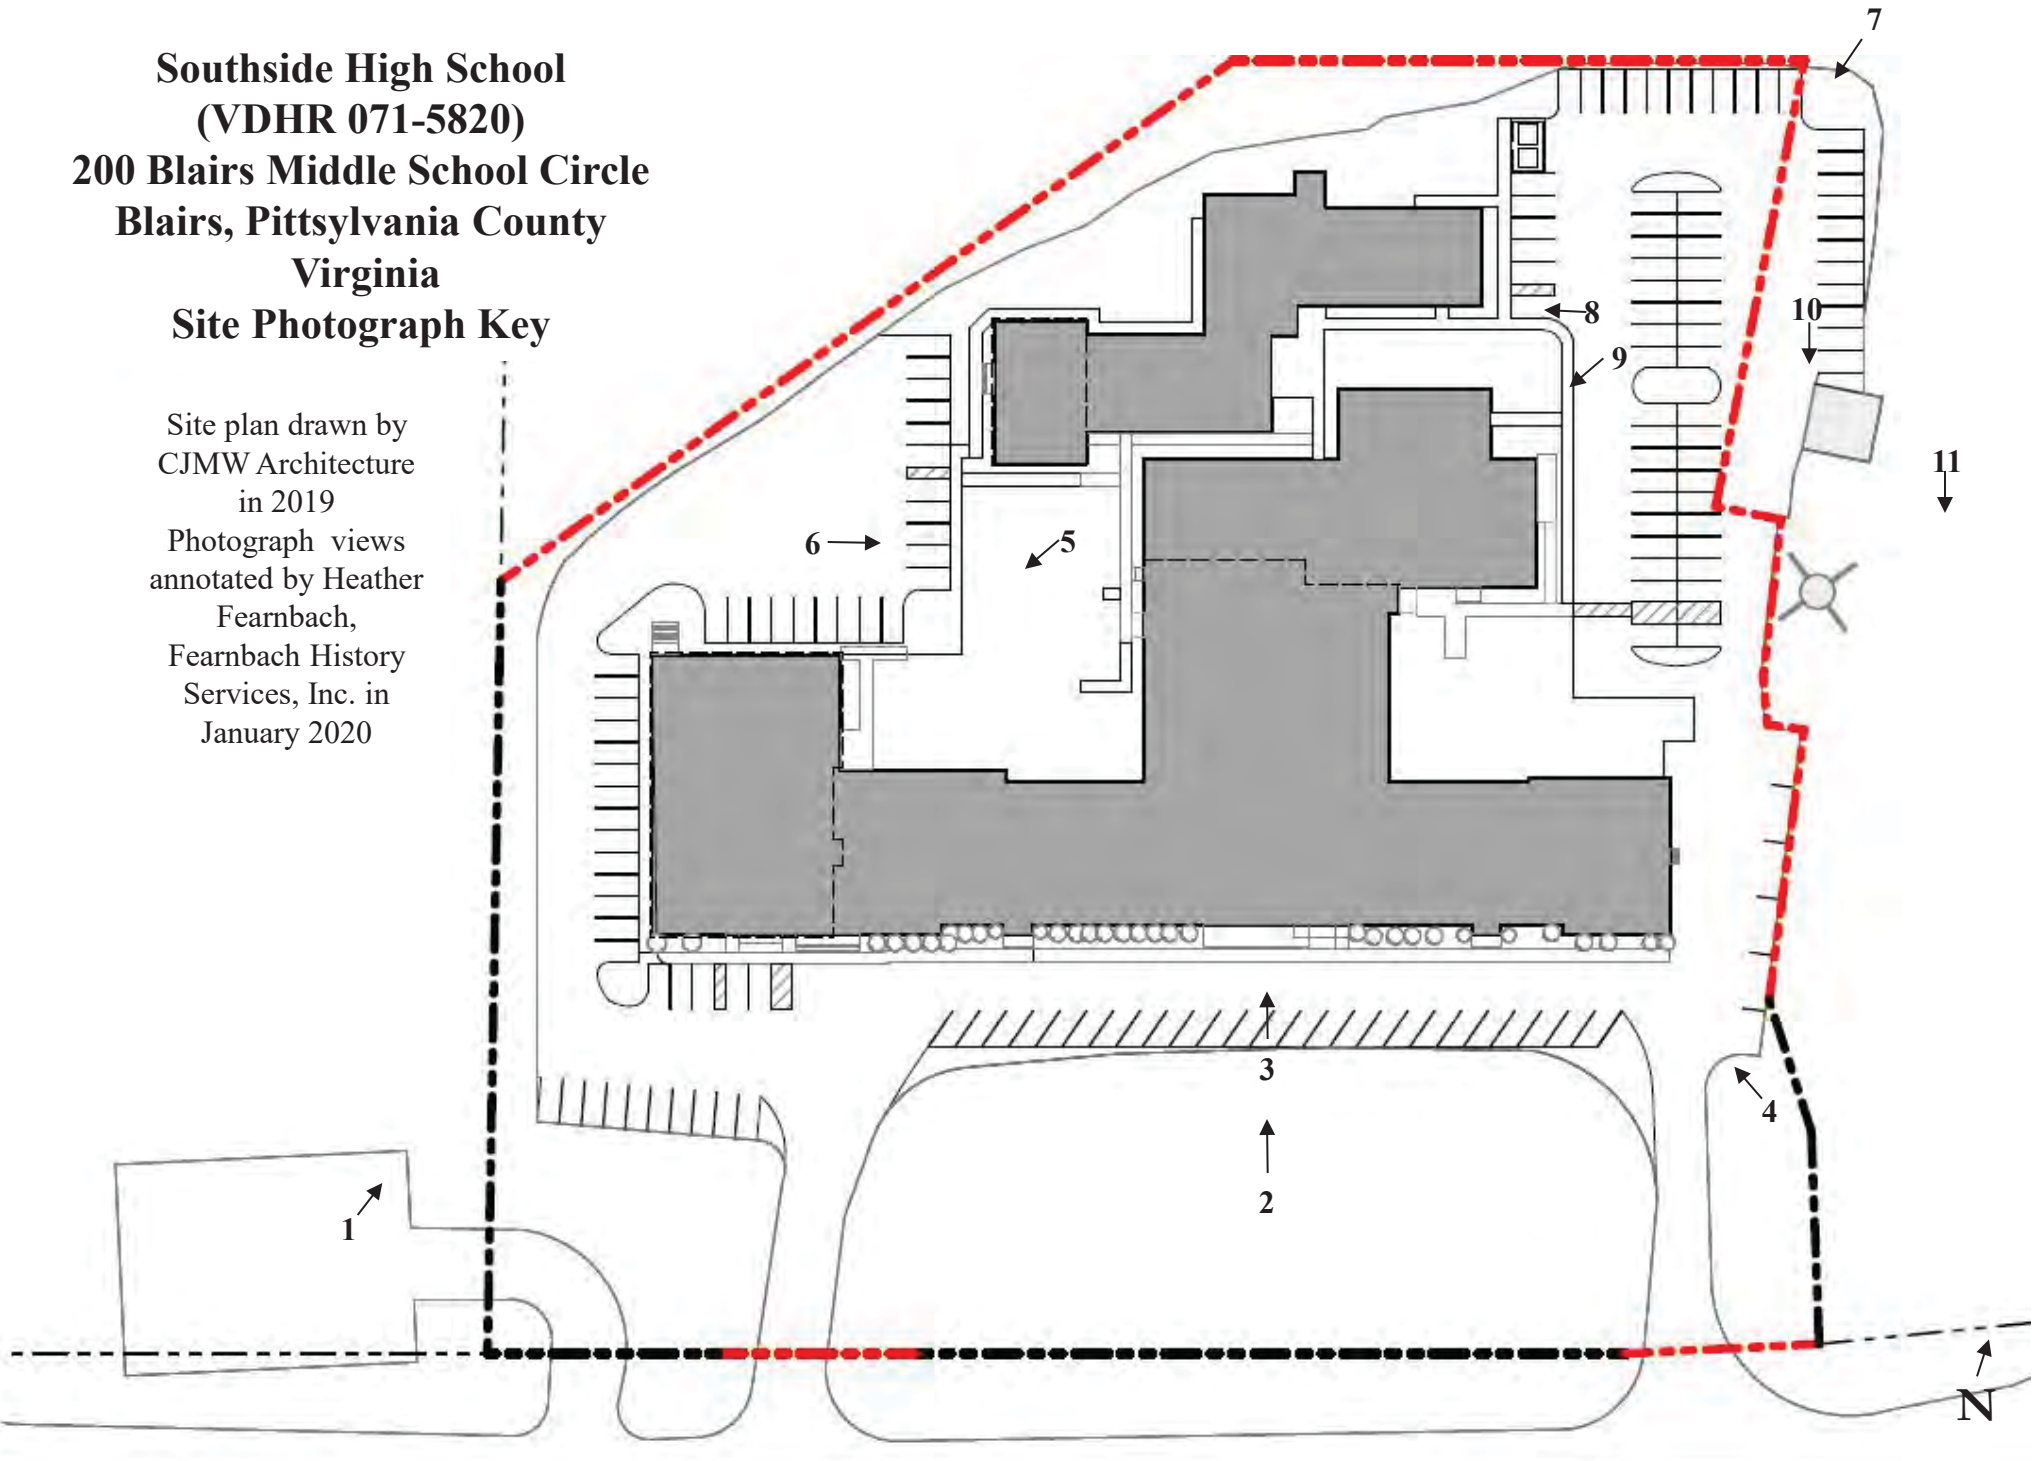 Southside High School
(VDHR 071-5820)
200 Blairs Middle School Circle
Blairs, Pittsylvania County
Virginia
Site Photograph Key
Site plan drawn by
CJMW Architecture
in 2019
Photograph views
annotated by Heather
Fearnbach,
Fearnbach History
Services, Inc. in
January 2020
7
8
10
9
11
6
5
3
4
2
1
N